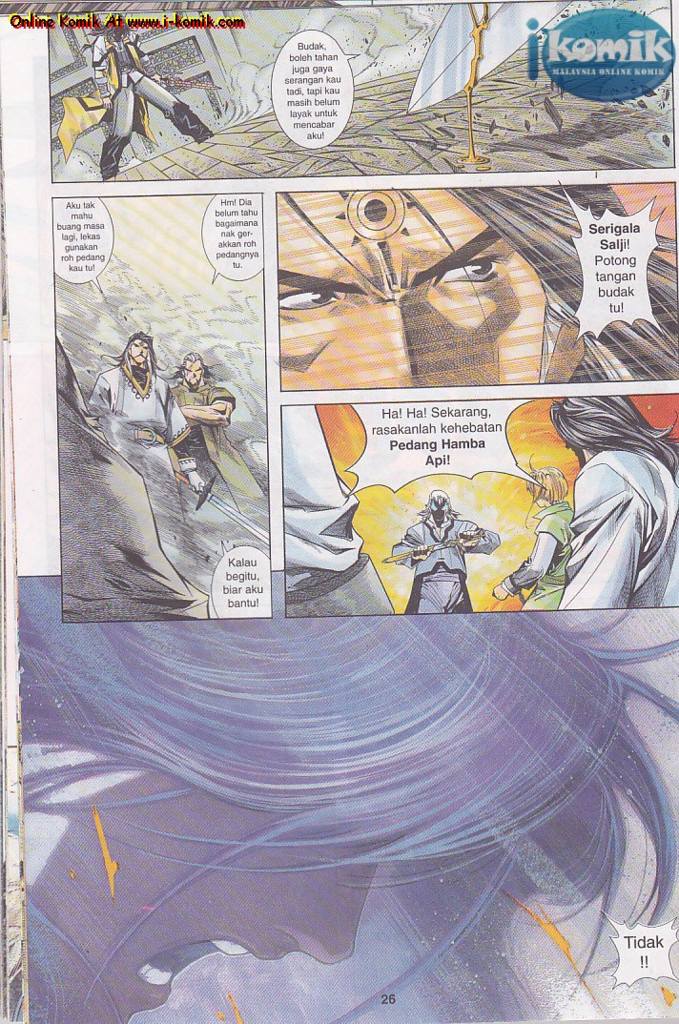 Online Komik At www.i-komik.com
ikomik
MALAYSIA ONLINE KOMIK
Budak,
boleh tahan
juga gaya
serangan kau
tadi, tapi kau
masih belum
layak untuk
mencabar
aku!
Aku tak
mahu
buang masa
lagi, lekas
gunakan
roh pedang
kau tu!
Hm! Dia
belum tahu
bagaimana
nak ger-
akkan roh
pedangnya
tu.
Kalau
begitu,
biar aku
bantu!
Serigala
Salji!
Potong
tangan
budak
tu!
Ha! Ha! Sekarang,
rasakanlah kehebatan
Pedang Hamba
Api!
Tidak
!!
26